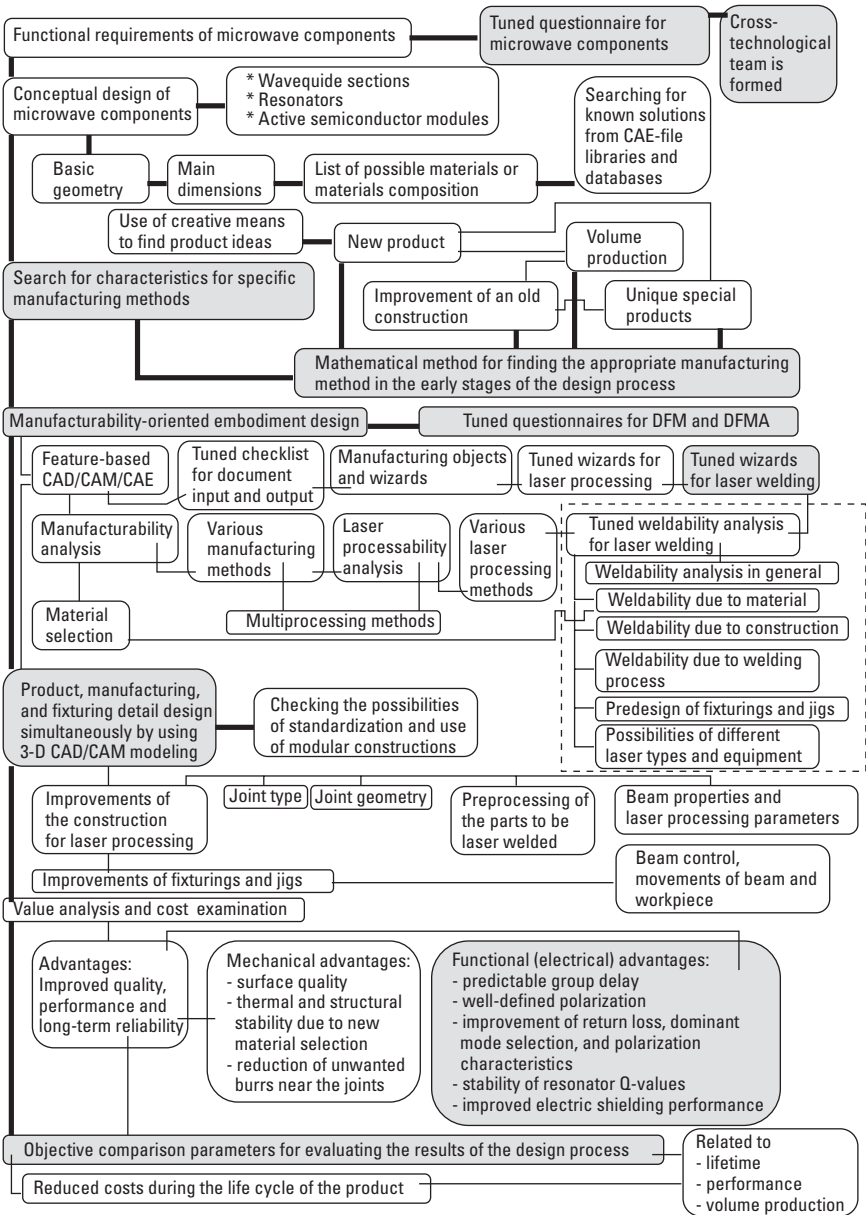 Functional requirements of microwave components
Tuned questionnaire for
microwave components
Cross-
technological
team is
formed
Conceptual design of
microwave components
* Wavequide sections
* Resonators
* Active semiconductor modules
Searching for
known solutions
from CAE-file
libraries and
databases
Basic
geometry
Main
dimensions
List of possible materials or
materials composition
Use of creative means
to find product ideas
New product
Volume
production
Search for characteristics for specific
manufacturing methods
Improvement of an old
construction
Unique special
products
Mathematical method for finding the appropriate manufacturing
method in the early stages of the design process
Manufacturability-oriented embodiment design
Tuned questionnaires for DFM and DFMA
Feature-based
CAD/CAM/CAE
Tuned checklist
for document
input and output
Manufacturing objects
and wizards
Tuned wizards for
laser processing
Tuned wizards
for laser welding
Manufacturability
analysis
Various
manufacturing
methods
Laser
processability
analysis
Various
laser
processing
methods
Tuned weldability analysis
for laser welding
Weldability analysis in general
Weldability due to material
Weldability due to construction
Weldability due to welding
process
Predesign of fixturings and jigs
Possibilities of different
laser types and equipment
Material
selection
Multiprocessing methods
Product, manufacturing,
and fixturing detail design
simultaneously by using
3-D CAD/CAM modeling
Checking the possibilities
of standardization and use
of modular constructions
Improvements of
the construction
for laser processing
Joint type
Joint geometry
Preprocessing of
the parts to be
laser welded
Beam properties and
laser processing parameters
Improvements of fixturings and jigs
Beam control,
movements of beam and
workpiece
Value analysis and cost examination
Advantages:
Improved quality,
performance and
long-term reliability
Mechanical advantages:
- surface quality
- thermal and structural
stability due to new
material selection
- reduction of unwanted
burrs near the joints
Functional (electrical) advantages:
- predictable group delay
- well-defined polarization
- improvement of return loss, dominant
mode selection, and polarization
characteristics
- stability of resonator Q-values
- improved electric shielding performance
Objective comparison parameters for evaluating the results of the design process
Related to
- lifetime
- performance
- volume production
Reduced costs during the life cycle of the product